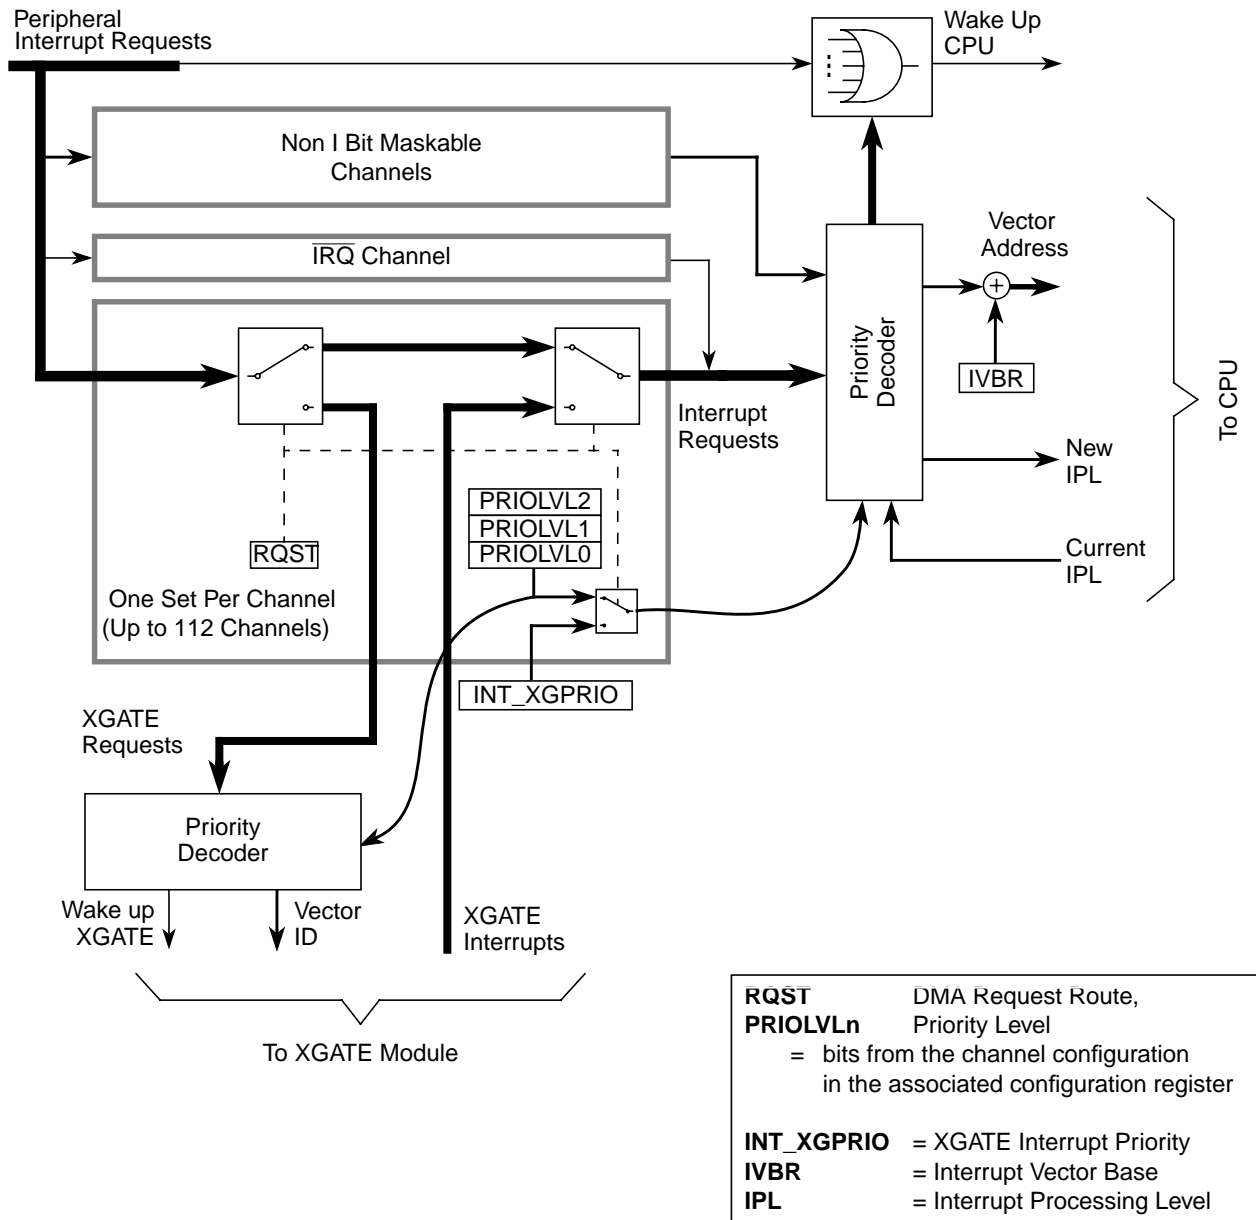 Peripheral
Interrupt Requests
Wake Up
CPU
Non I Bit Maskable
Channels
IRQ Channel
Vector
Address
Priority
Decoder
IVBR
To CPU
Interrupt
Requests
New
IPL
PRIOLVL2
PRIOLVL1
PRIOLVL0
RQST
Current
IPL
One Set Per Channel
(Up to 112 Channels)
INT_XGPRIO
XGATE
Requests
Priority
Decoder
Wake up
XGATE
Vector
ID
XGATE
Interrupts
To XGATE Module
RQST DMA Request Route,
PRIOLVLn Priority Level
= bits from the channel configuration
in the associated configuration register
INT_XGPRIO = XGATE Interrupt Priority
IVBR = Interrupt Vector Base
IPL = Interrupt Processing Level